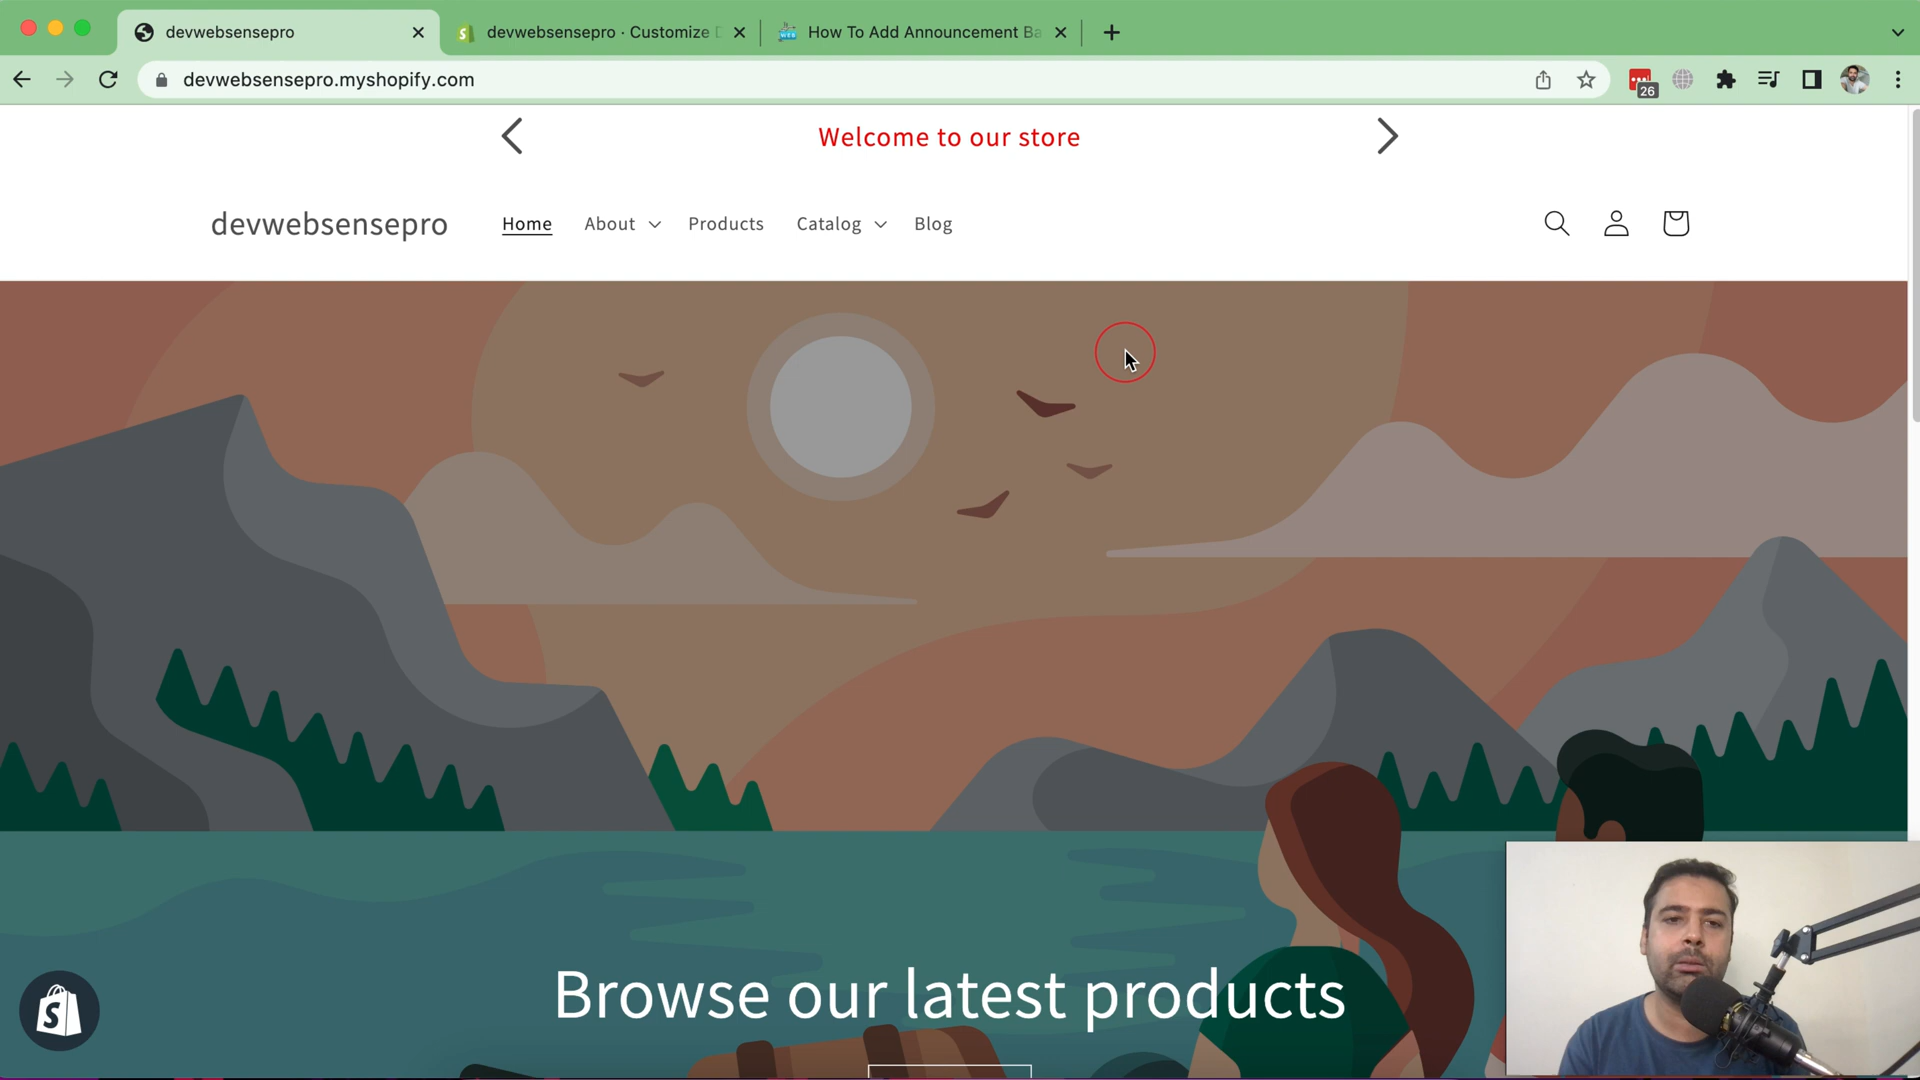 devwebsensepro
devwebsensepro · Customize D
How To Add Announcement Ba
devwebsensepro.myshopify.com
26
Welcome to our store
devwebsensepro
Home
About
Products
Catalog
Blog
Browse our latest products